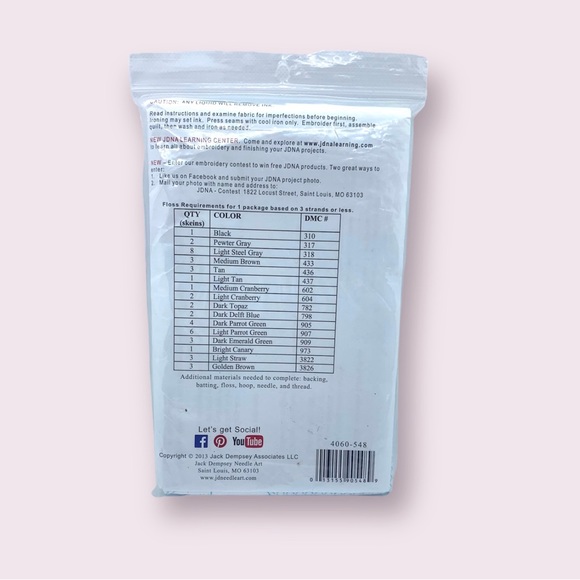 CAUTION: ANY Liquid Will Remove Ink.
Read instructions and examine fabric for imperfections before beginning.
Ironing may set ink. Press seams with cool iron only. Embroider first, assemble
quilt, then wash and iron as needed.
NEW JDNA LEARNING CENTER. Come and explore at www.jdnalearning.com
to learn all about embroidery and finishing your JDNA projects.
NEW – Enter our embroidery contest to win free JDNA products. Two great ways to
enter:
1. Like us on Facebook and submit your JDNA project photo.
2. Mail your photo with name and address to:
JDNA - Contest 1822 Locust Street, Saint Louis, MO 63103
Floss Requirements for 1 package based on 3 strands or less.
QTY (skeins) COLOR DMC #
1 Black 310
2 Pewter Gray 317
8 Light Steel Gray 318
3 Medium Brown 433
3 Tan 436
1 Light Tan 437
1 Medium Cranberry 602
2 Light Cranberry 604
2 Dark Topaz 782
2 Dark Delft Blue 798
4 Dark Parrot Green 905
6 Light Parrot Green 907
3 Dark Emerald Green 909
1 Bright Canary 973
3 Light Straw 3822
3 Golden Brown 3826
Additional materials needed to complete: backing,
batting, floss, hoop, needle, and thread.
Let's get Social!
YouTube
4060-548
Copyright © 2013 Jack Dempsey Associates LLC
Jack Dempsey Needle Art
Saint Louis, MO 63103
www.jdneedleart.com